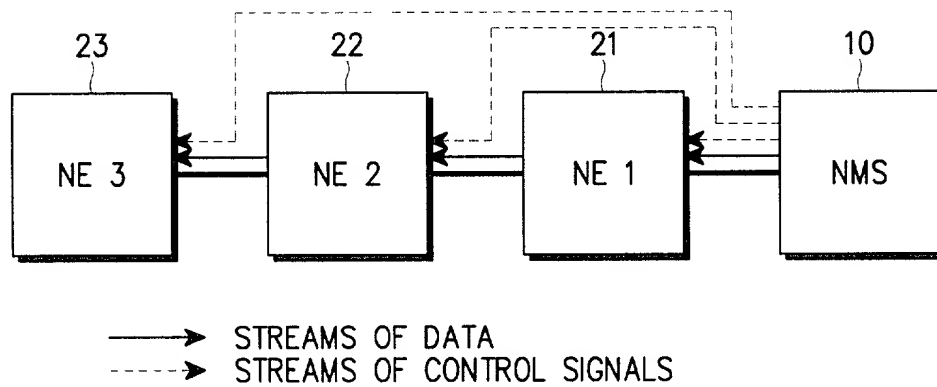 23
22
21
10
NE 3
NE 2
NE 1
NMS
STREAMS OF DATA
STREAMS OF CONTROL SIGNALS